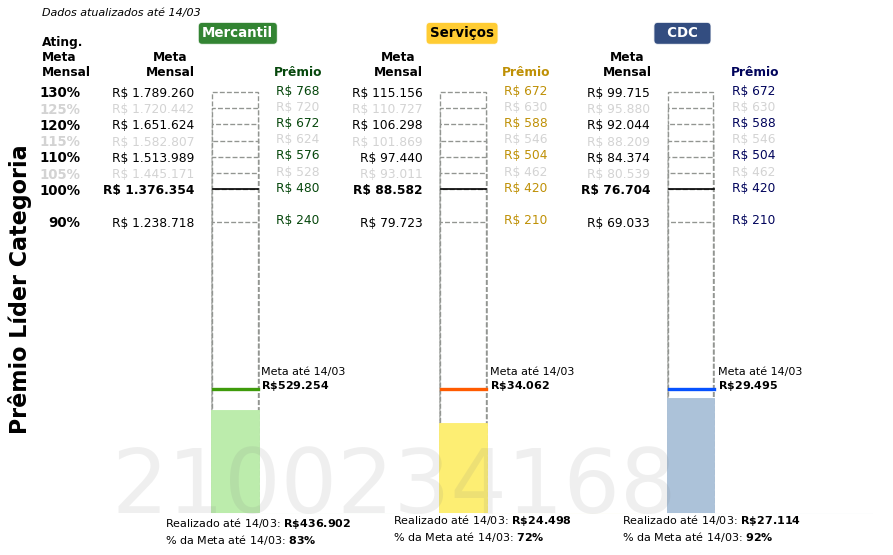 Dados atualizados até 14/03
Mercantil Serviços CDC
Ating.
Meta Meta Meta Meta
Mensal Mensal Prêmio Mensal Prêmio Mensal Prêmio
130% R$ 1.789.260 R$ 768 R$ 115.156 R$ 672 R$ 99.715 R$ 672
125% R$ 1.720.442 R$ 720 R$ 110.727 R$ 630 R$ 95.880 R$ 630
120% R$ 1.651.624 R$ 672 R$ 106.298 R$ 588 R$ 92.044 R$ 588
115% R$ 1.582.807 R$ 624 R$ 101.869 R$ 546 R$ 88.209 R$ 546
110% R$ 1.513.989 R$ 576 R$ 97.440 R$ 504 R$ 84.374 R$ 504
105% R$ 1.445.171 R$ 528 R$ 93.011 R$ 462 R$ 80.539 R$ 462
100% R$ 1.376.354 R$ 480 R$ 88.582 R$ 420 R$ 76.704 R$ 420
90% R$ 1.238.718 R$ 240 R$ 79.723 R$ 210 R$ 69.033 R$ 210
Prêmio Líder Categoria
Meta até 14/03 Meta até 14/03 Meta até 14/03
R$529.254 R$34.062 R$29.495
2100234168
Realizado até 14/03: R$436.902 Realizado até 14/03: R$24.498 Realizado até 14/03: R$27.114
% da Meta até 14/03: 83% % da Meta até 14/03: 72% % da Meta até 14/03: 92%